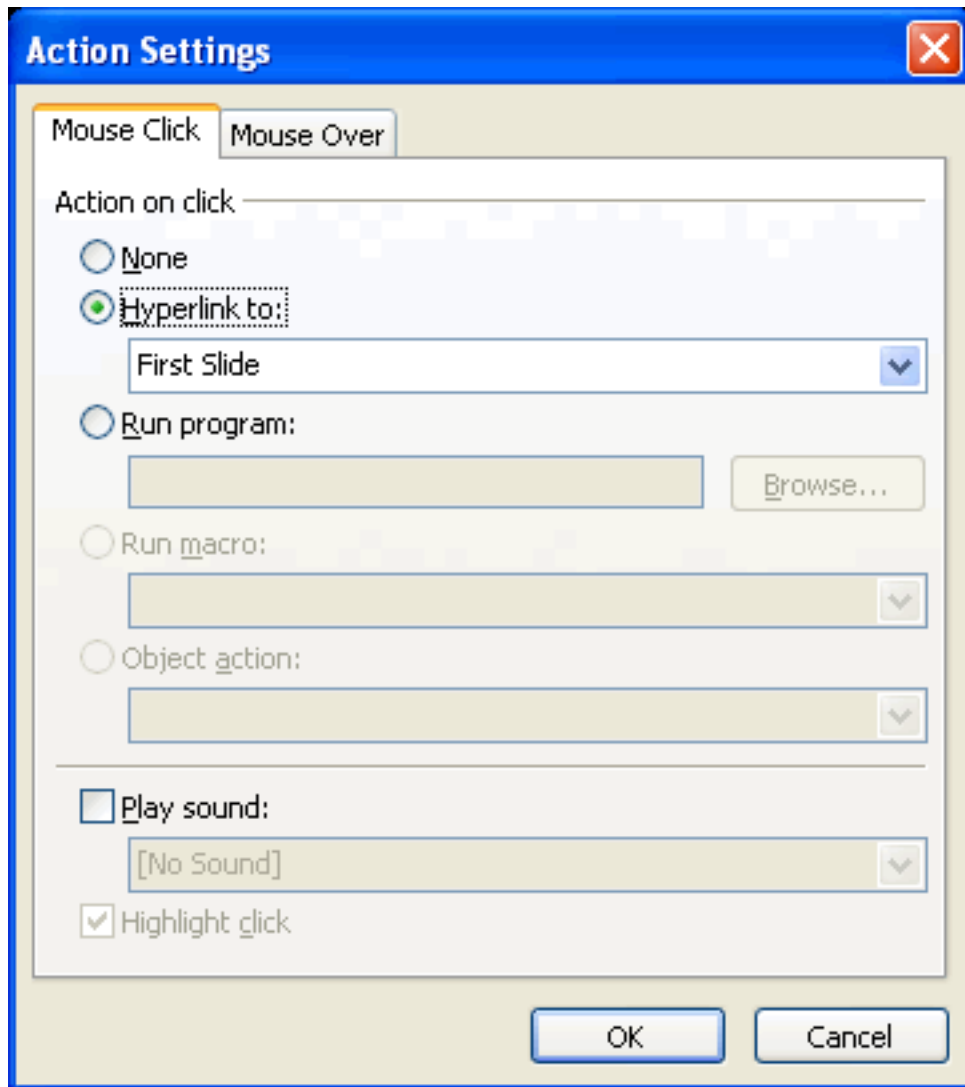 Action Settings
Mouse Click Mouse Over
Action on click
None
Hyperlink to:
First Slide
Run program:
Browse...
Run macro:
Object action:
Play sound:
[No Sound]
Highlight click
OK Cancel